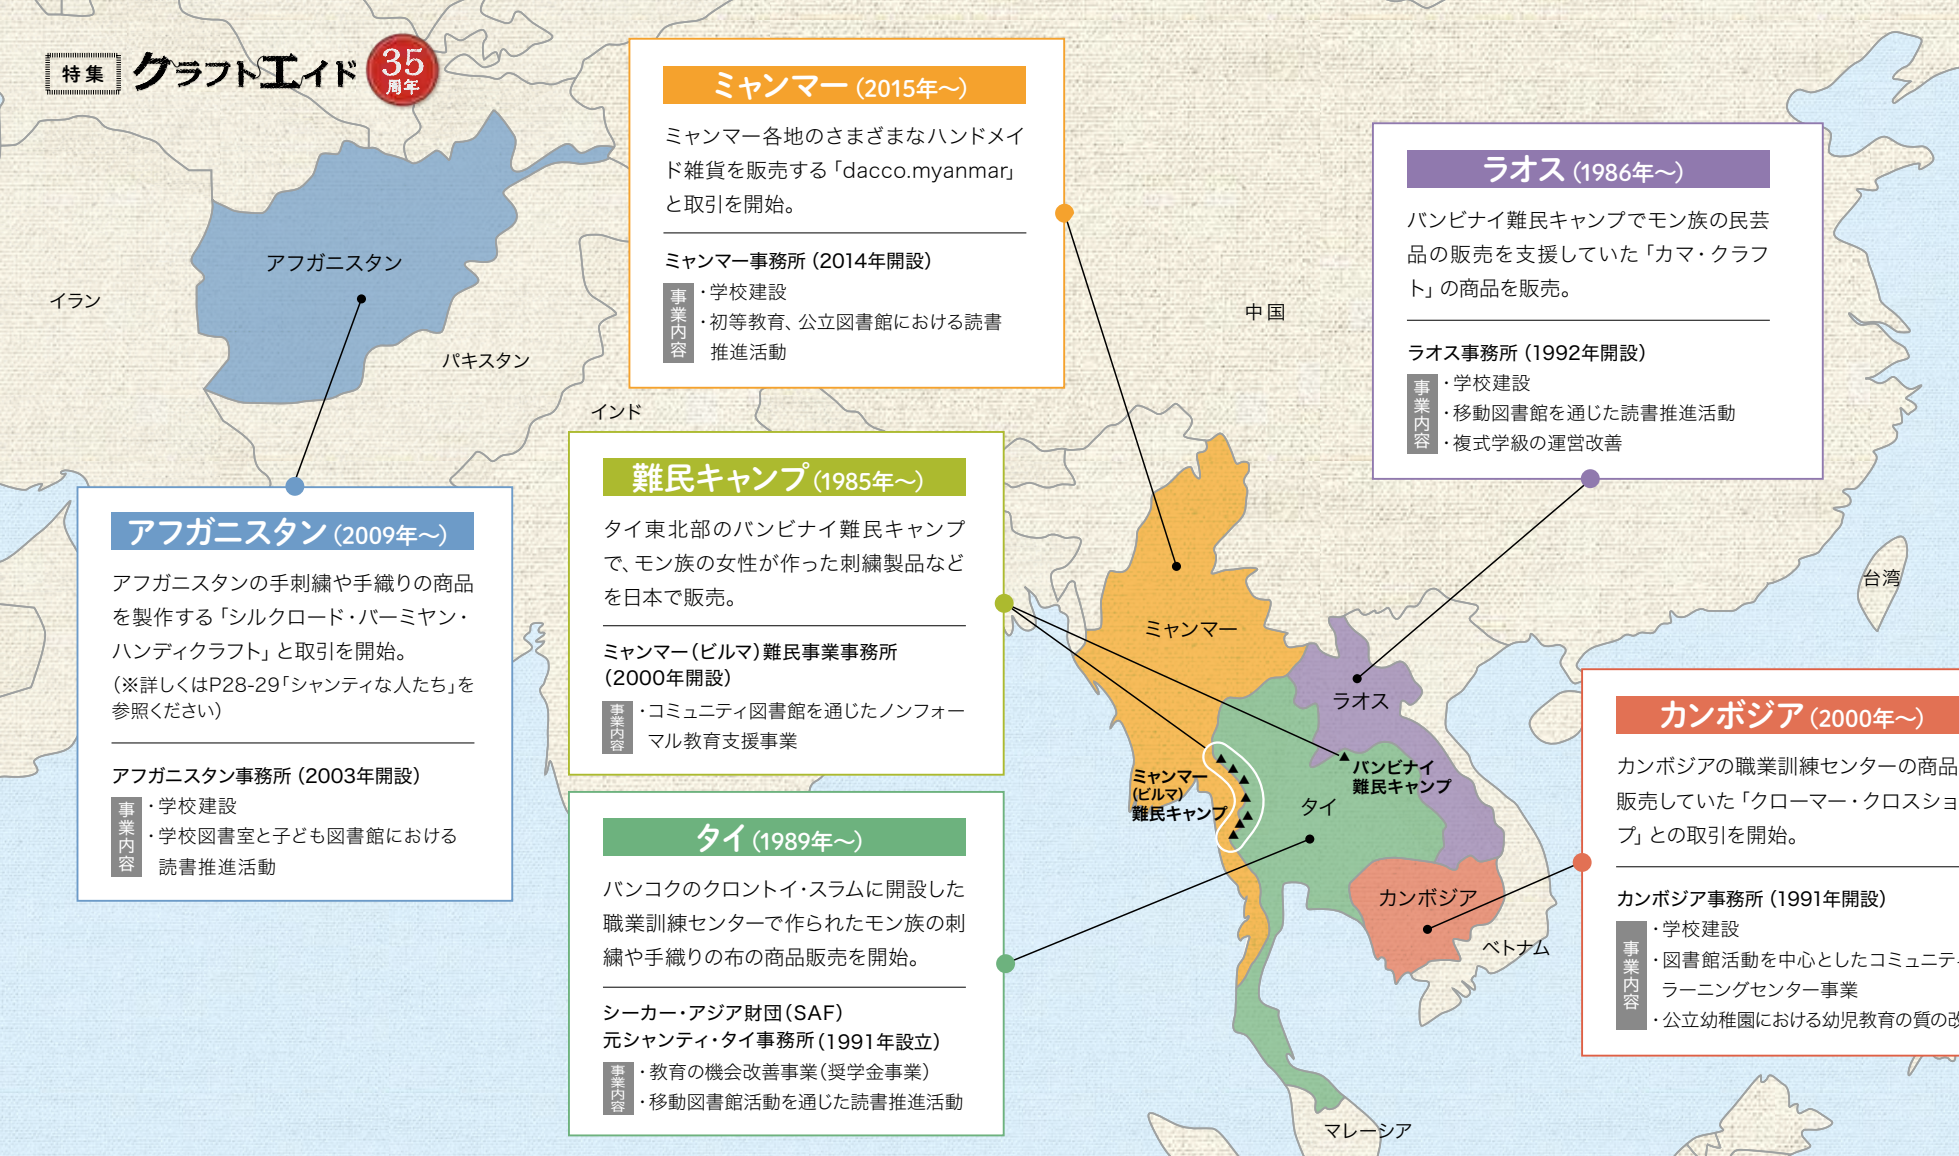 特集 クラフトエイド 35周年
ミャンマー（2015年〜）
ミャンマー各地のさまざまなハンドメイ
ド雑貨を販売する「dacco.myanmar」
と取引を開始。
ミャンマー事務所（2014年開設）
事業内容
・学校建設
・初等教育、公立図書館における読書
推進活動
ラオス（1986年〜）
バンビナイ難民キャンプでモン族の民芸
品の販売を支援していた「カマ・クラフ
ト」の商品を販売。
ラオス事務所（1992年開設）
事業内容
・学校建設
・移動図書館を通じた読書推進活動
・複式学級の運営改善
難民キャンプ（1985年〜）
タイ東北部のバンビナイ難民キャンプ
で、モン族の女性が作った刺繍製品など
を日本で販売。
ミャンマー（ビルマ）難民事業事務所
（2000年開設）
事業内容
・コミュニティ図書館を通じたノンフォー
マル教育支援事業
アフガニスタン（2009年〜）
アフガニスタンの手刺繍や手織りの商品
を製作する「シルクロード・バーミヤン・
ハンディクラフト」と取引を開始。
（※詳しくはP28-29「シャンティな人たち」を
参照ください）
アフガニスタン事務所（2003年開設）
事業内容
・学校建設
・学校図書室と子ども図書館における
読書推進活動
タイ（1989年〜）
バンコクのクロントイ・スラムに開設した
職業訓練センターで作られたモン族の刺
繍や手織りの布の商品販売を開始。
シーカー・アジア財団（SAF）
元シャンティ・タイ事務所（1991年設立）
事業内容
・教育の機会改善事業（奨学金事業）
・移動図書館活動を通じた読書推進活動
カンボジア（2000年〜）
カンボジアの職業訓練センターの商品
販売していた「クローマー・クロスショ
プ」との取引を開始。
カンボジア事務所（1991年開設）
事業内容
・学校建設
・図書館活動を中心としたコミュニテ
ラーニングセンター事業
・公立幼稚園における幼児教育の質の改
アフガニスタン
イラン
パキスタン
インド
中国
台湾
ミャンマー
ラオス
ミャンマー
（ビルマ）
難民キャンプ
バンビナイ
難民キャンプ
タイ
カンボジア
ベトナム
マレーシア